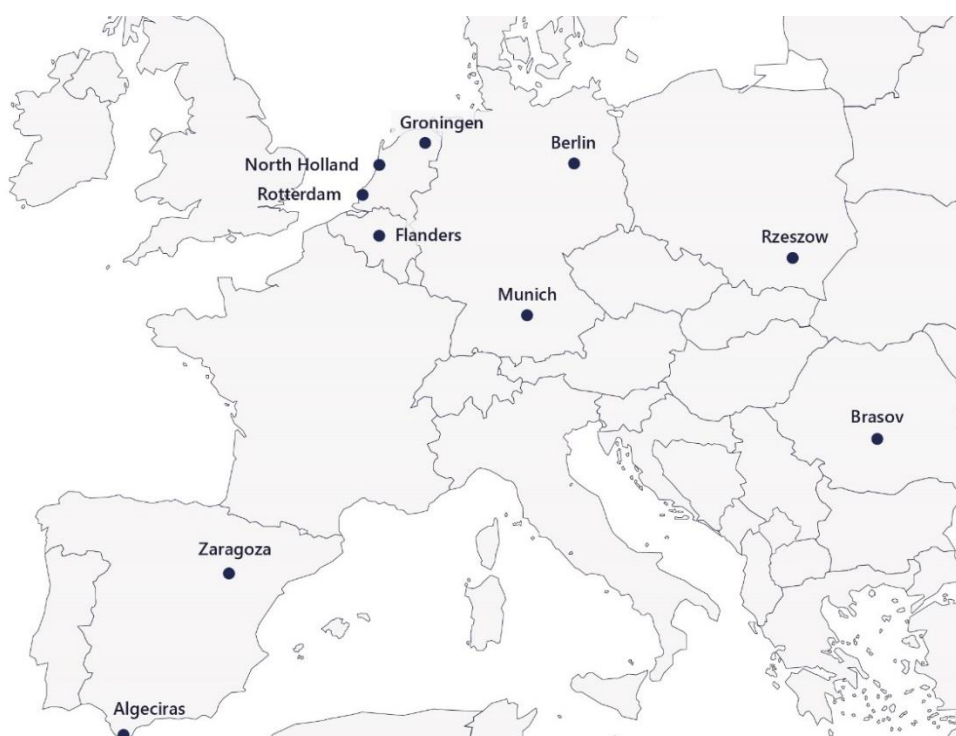 Groningen
North Holland
Berlin
Rotterdam
Flanders
Rzeszow
Munich
Brasov
Zaragoza
Algeciras